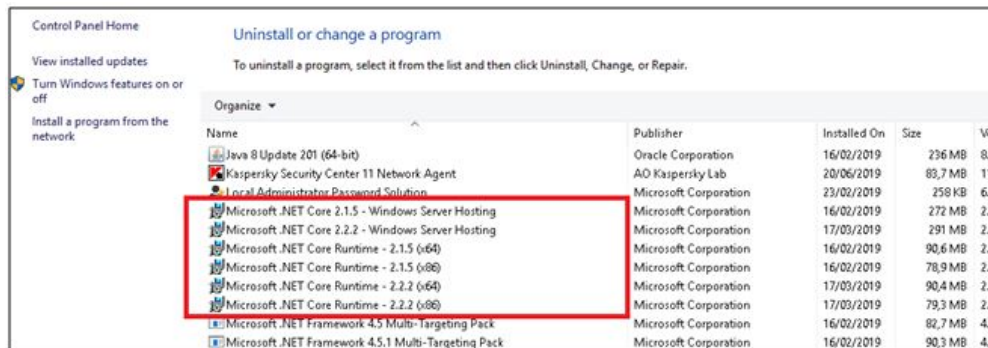 Control Panel Home
Uninstall or change a program
View installed updates
To uninstall a program, select it from the list and then click Uninstall, Change, or Repair.
Turn Windows features on or
off
Install a program from the
network
Organize
Name Publisher Installed On Size
Java 8 Update 201 (64-bit) Oracle Corporation 16/02/2019 236 MB 8.
Kaspersky Security Center 11 Network Agent AO Kaspersky Lab 20/06/2019 83,7 MB
Local Administrator Password Solution Microsoft Corporation 23/02/2019 258 KB 6.
Microsoft .NET Core 2.1.5 - Windows Server Hosting Microsoft Corporation 16/02/2019 272 MB 2.
Microsoft .NET Core 2.2.2 - Windows Server Hosting Microsoft Corporation 17/03/2019 291 MB 2.
Microsoft .NET Core Runtime - 2.1.5 (x64) Microsoft Corporation 16/02/2019 90,6 MB 2.
Microsoft .NET Core Runtime - 2.1.5 (x86) Microsoft Corporation 16/02/2019 78,9 MB 2.
Microsoft .NET Core Runtime - 2.2.2 (x64) Microsoft Corporation 17/03/2019 90,4 MB 2.
Microsoft .NET Core Runtime - 2.2.2 (x86) Microsoft Corporation 17/03/2019 79,3 MB 2.
Microsoft .NET Framework 4.5 Multi-Targeting Pack Microsoft Corporation 16/02/2019 82,7 MB 4.
Microsoft .NET Framework 4.5.1 Multi-Targeting Pack Microsoft Corporation 16/02/2019 90,3 MB 4.